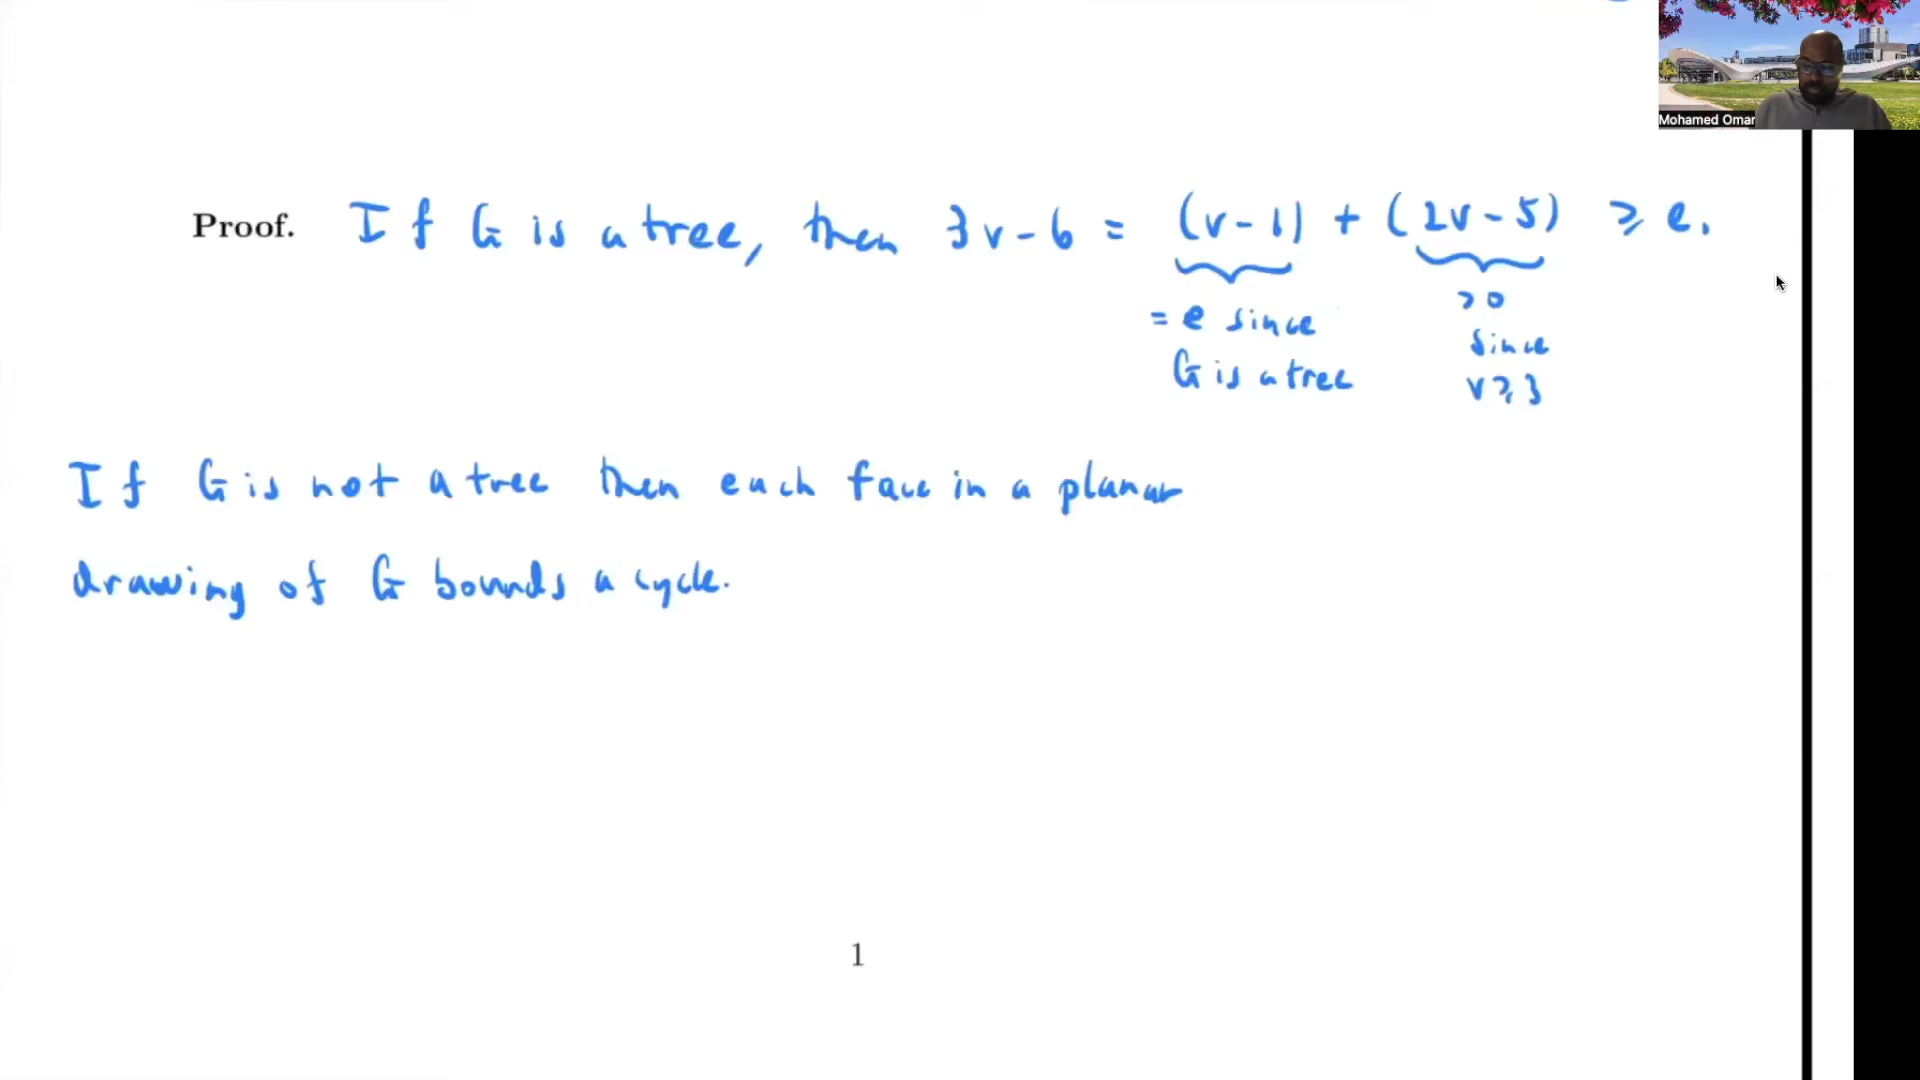 Mohamed Omar
Proof. If G is a tree, then 3v-6 = (v-1) + (2v-5) ≥ e.
= e since
G is a tree
>0
since
v≥3
If G is not a tree then each face in a planar
drawing of G bounds a cycle.
1